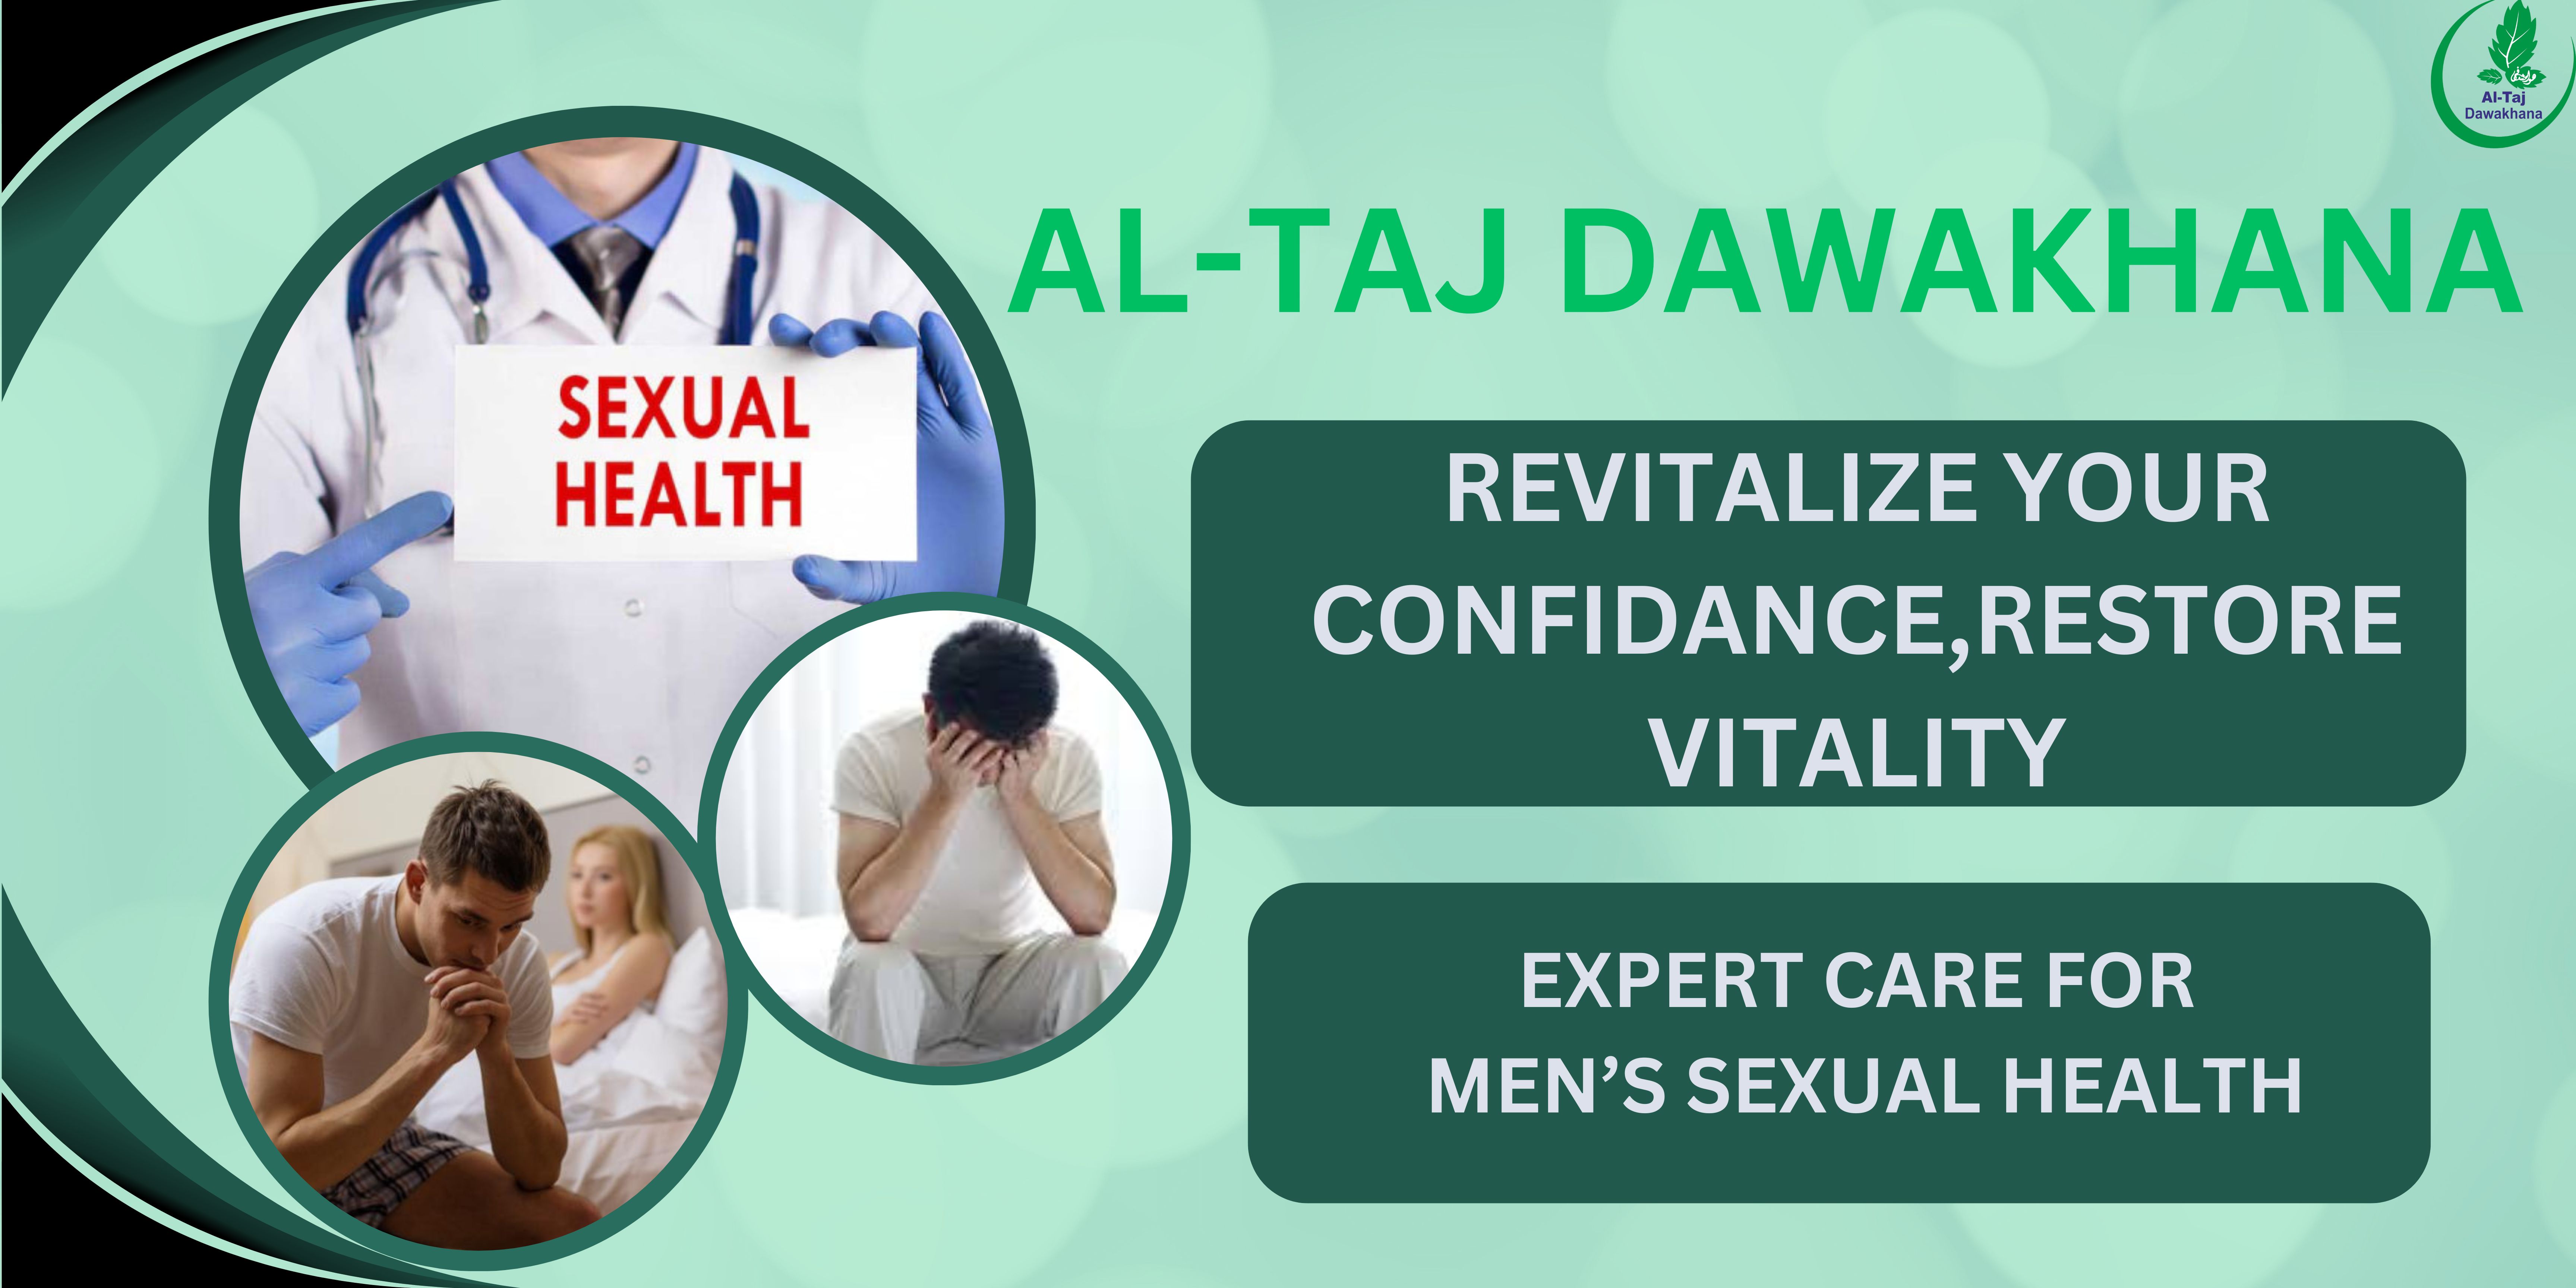 Al-Taj
Dawakhana
AL-TAJ DAWAKHANA
SEXUAL
HEALTH
REVITALIZE YOUR
CONFIDANCE,RESTORE
VITALITY
EXPERT CARE FOR
MEN’S SEXUAL HEALTH